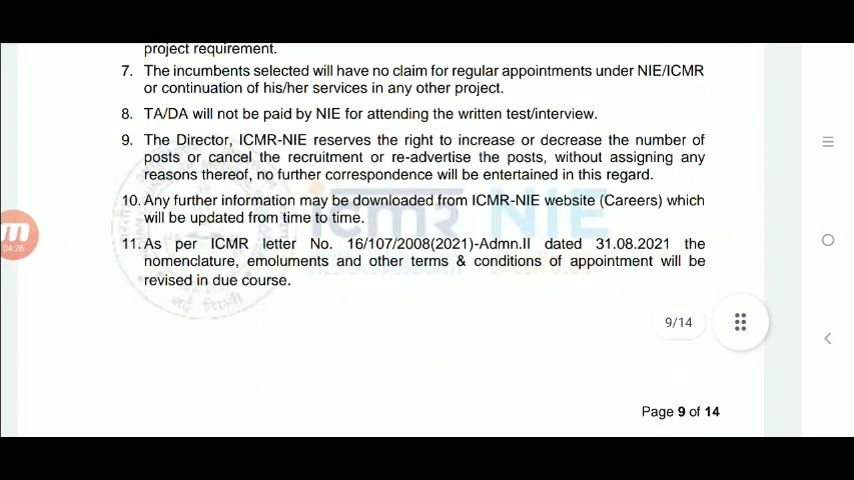 project requirement.
7. The incumbents selected will have no claim for regular appointments under NIE/ICMR
or continuation of his/her services in any other project.
8. TA/DA will not be paid by NIE for attending the written test/interview.
9. The Director, ICMR-NIE reserves the right to increase or decrease the number of
posts or cancel the recruitment or re-advertise the posts, without assigning any
reasons thereof, no further correspondence will be entertained in this regard.
10. Any further information may be downloaded from ICMR-NIE website (Careers) which
will be updated from time to time.
11. As per ICMR letter No. 16/107/2008(2021)-Admn.II dated 31.08.2021 the
nomenclature, emoluments and other terms & conditions of appointment will be
revised in due course.
icmr NIE
04:26
9/14
Page 9 of 14